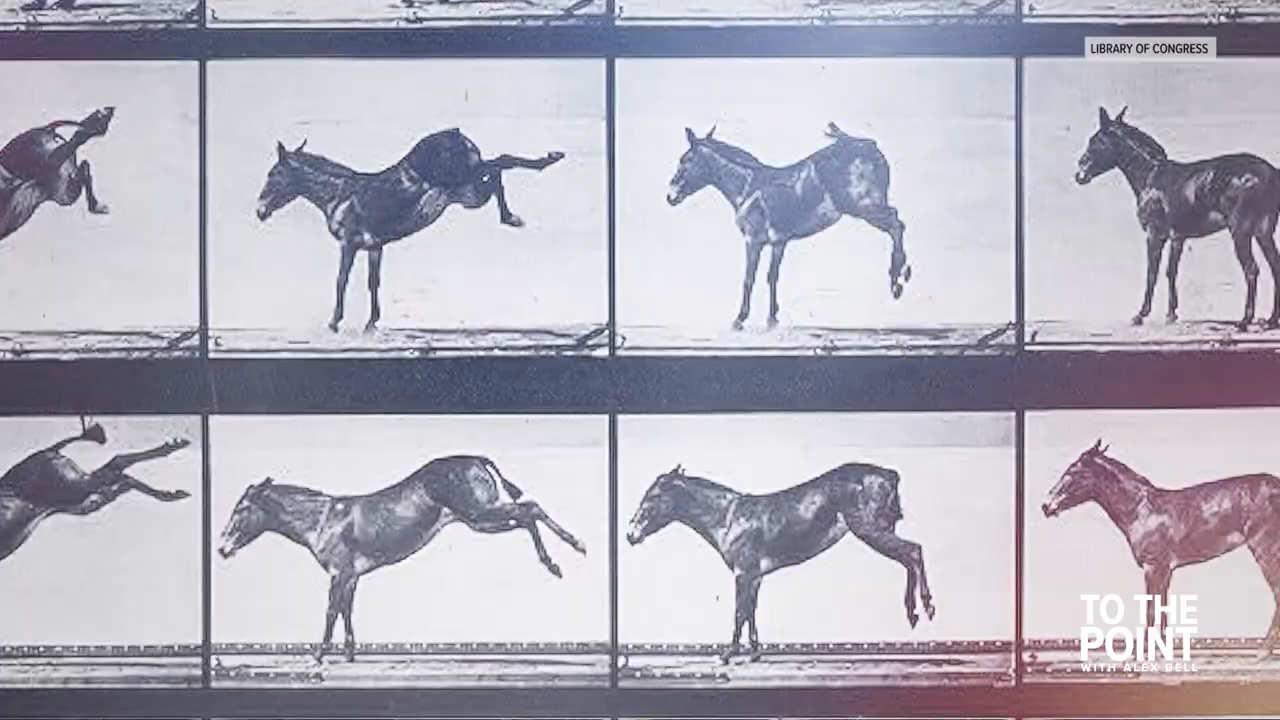 LIBRARY OF CONGRESS
TO THE
POINT
WITH ALEX BELL